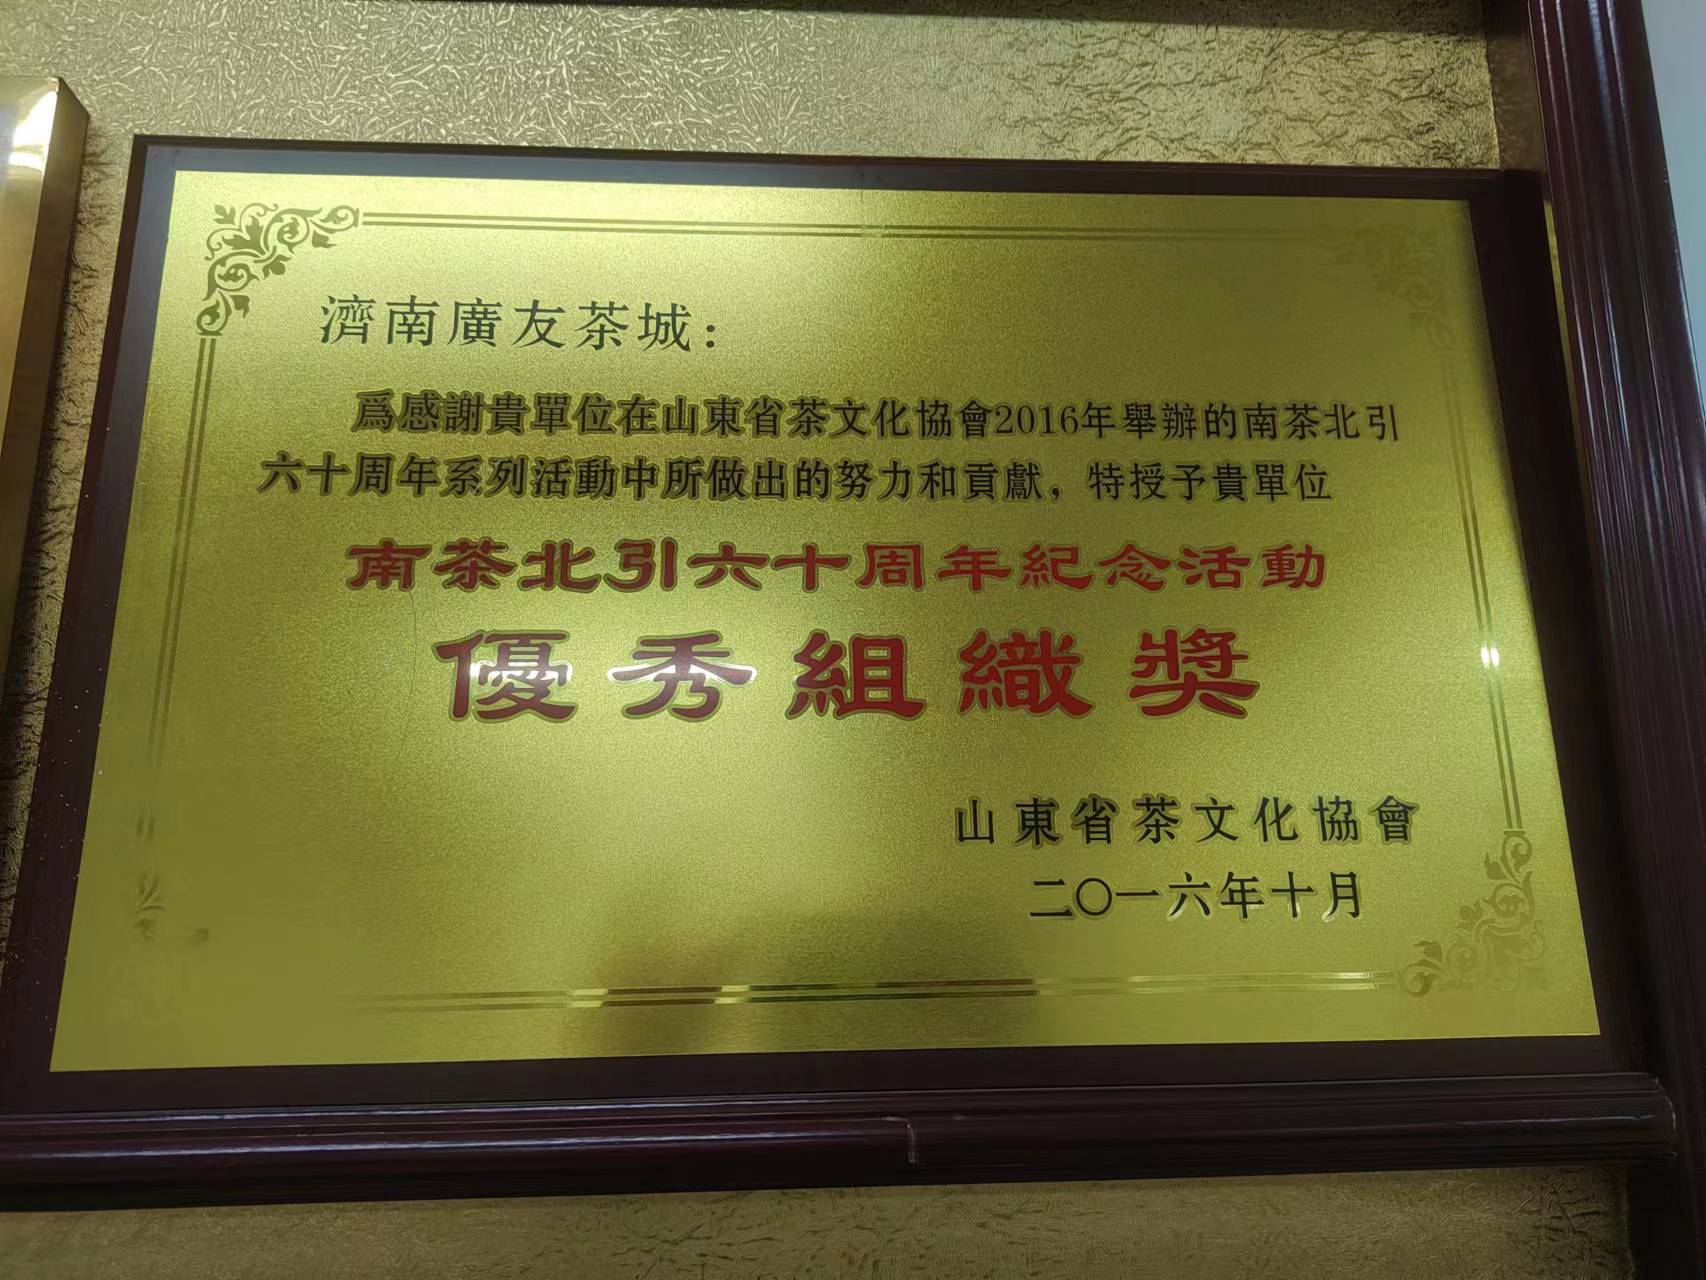 濟南廣友茶城：
爲感謝貴單位在山東省茶文化協會2016年舉辦的南茶北引
六十周年系列活動中所做出的努力和貢獻，特授予貴單位
南茶北引六十周年紀念活動
優秀組織獎
山東省茶文化協會
二〇一六年十月